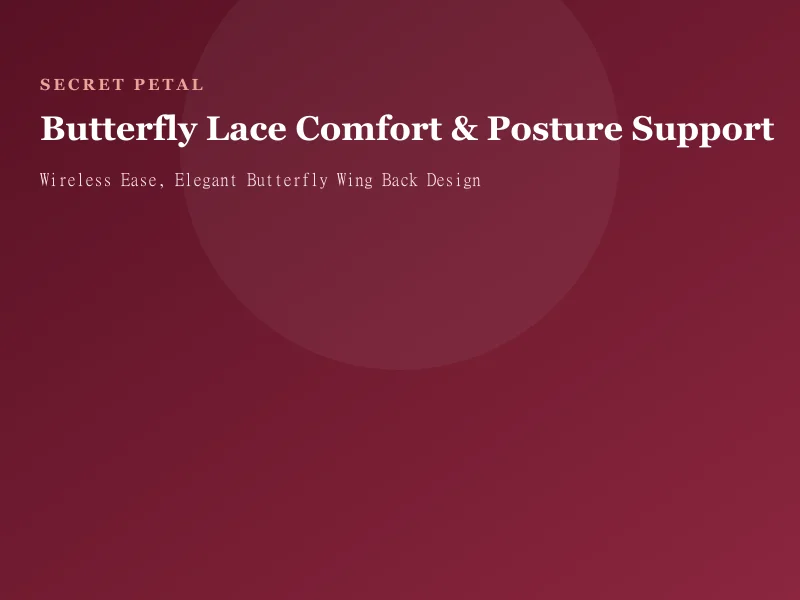 SECRET PETAL
Butterfly Lace Comfort & Posture Support
Wireless Ease, Elegant Butterfly Wing Back Design